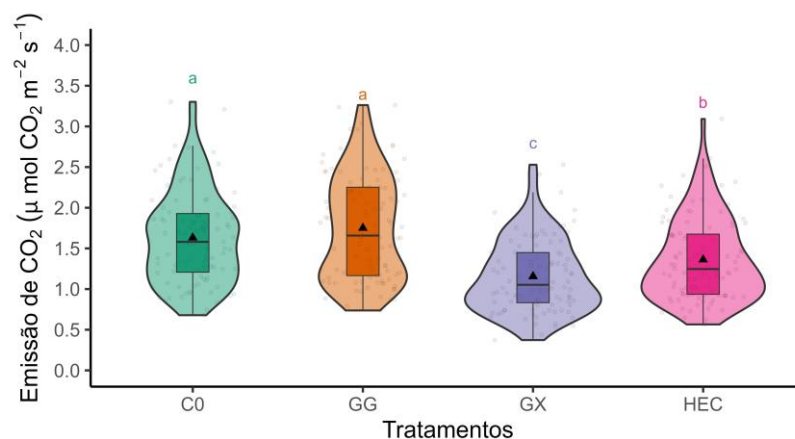 Emissão de CO₂ (μ mol CO₂ m⁻² s⁻¹)
4.0
3.5
3.0
2.5
2.0
1.5
1.0
0.5
0.0
a
a
c
b
C0
GG
GX
HEC
Tratamentos